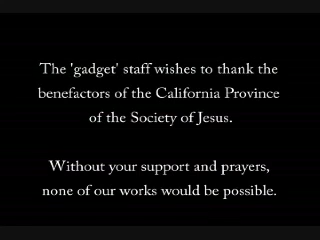 The 'gadget' staff wishes to thank the
benefactors of the California Province
of the Society of Jesus.
Without your support and prayers,
none of our works would be possible.